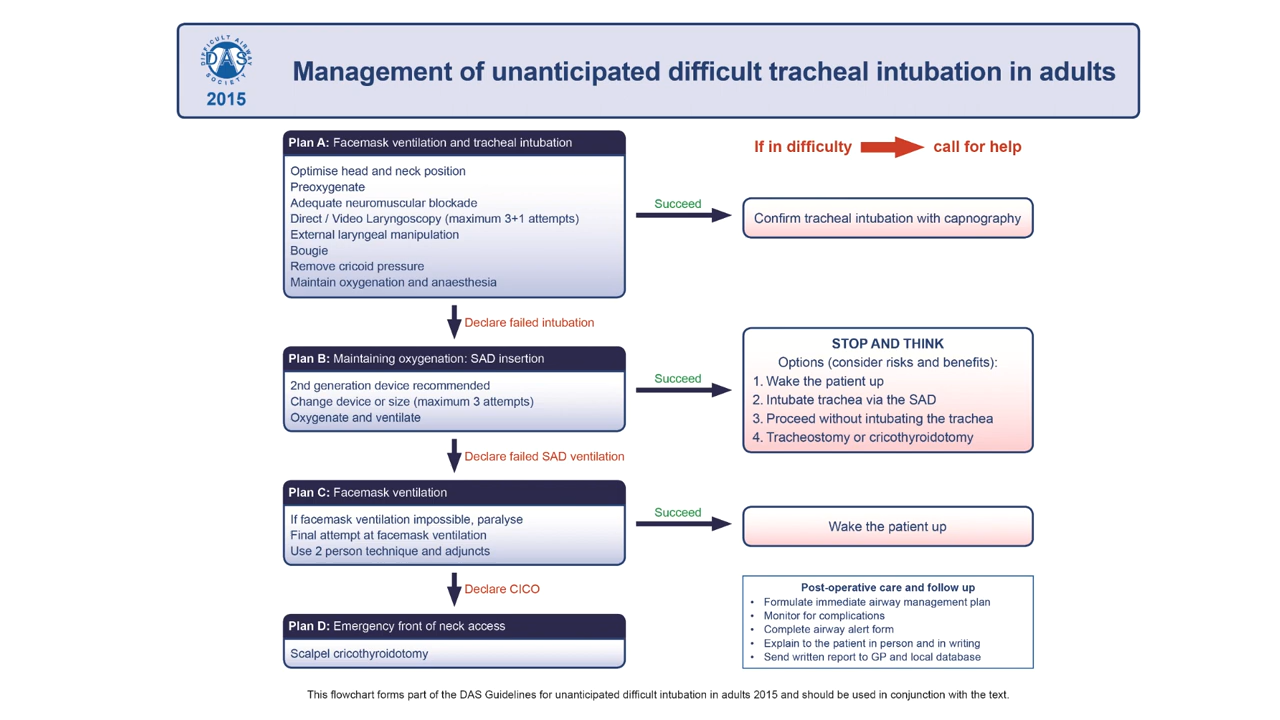 DIFFICULT AIRWAY SOCIETY
DAS
2015
Management of unanticipated difficult tracheal intubation in adults
Plan A: Facemask ventilation and tracheal intubation
Optimise head and neck position
Preoxygenate
Adequate neuromuscular blockade
Direct / Video Laryngoscopy (maximum 3+1 attempts)
External laryngeal manipulation
Bougie
Remove cricoid pressure
Maintain oxygenation and anaesthesia
If in difficulty call for help
Succeed
Confirm tracheal intubation with capnography
Declare failed intubation
Plan B: Maintaining oxygenation: SAD insertion
2nd generation device recommended
Change device or size (maximum 3 attempts)
Oxygenate and ventilate
Succeed
STOP AND THINK
Options (consider risks and benefits):
1. Wake the patient up
2. Intubate trachea via the SAD
3. Proceed without intubating the trachea
4. Tracheostomy or cricothyroidotomy
Declare failed SAD ventilation
Plan C: Facemask ventilation
If facemask ventilation impossible, paralyse
Final attempt at facemask ventilation
Use 2 person technique and adjuncts
Succeed
Wake the patient up
Declare CICO
Plan D: Emergency front of neck access
Scalpel cricothyroidotomy
Post-operative care and follow up
• Formulate immediate airway management plan
• Monitor for complications
• Complete airway alert form
• Explain to the patient in person and in writing
• Send written report to GP and local database
This flowchart forms part of the DAS Guidelines for unanticipated difficult intubation in adults 2015 and should be used in conjunction with the text.